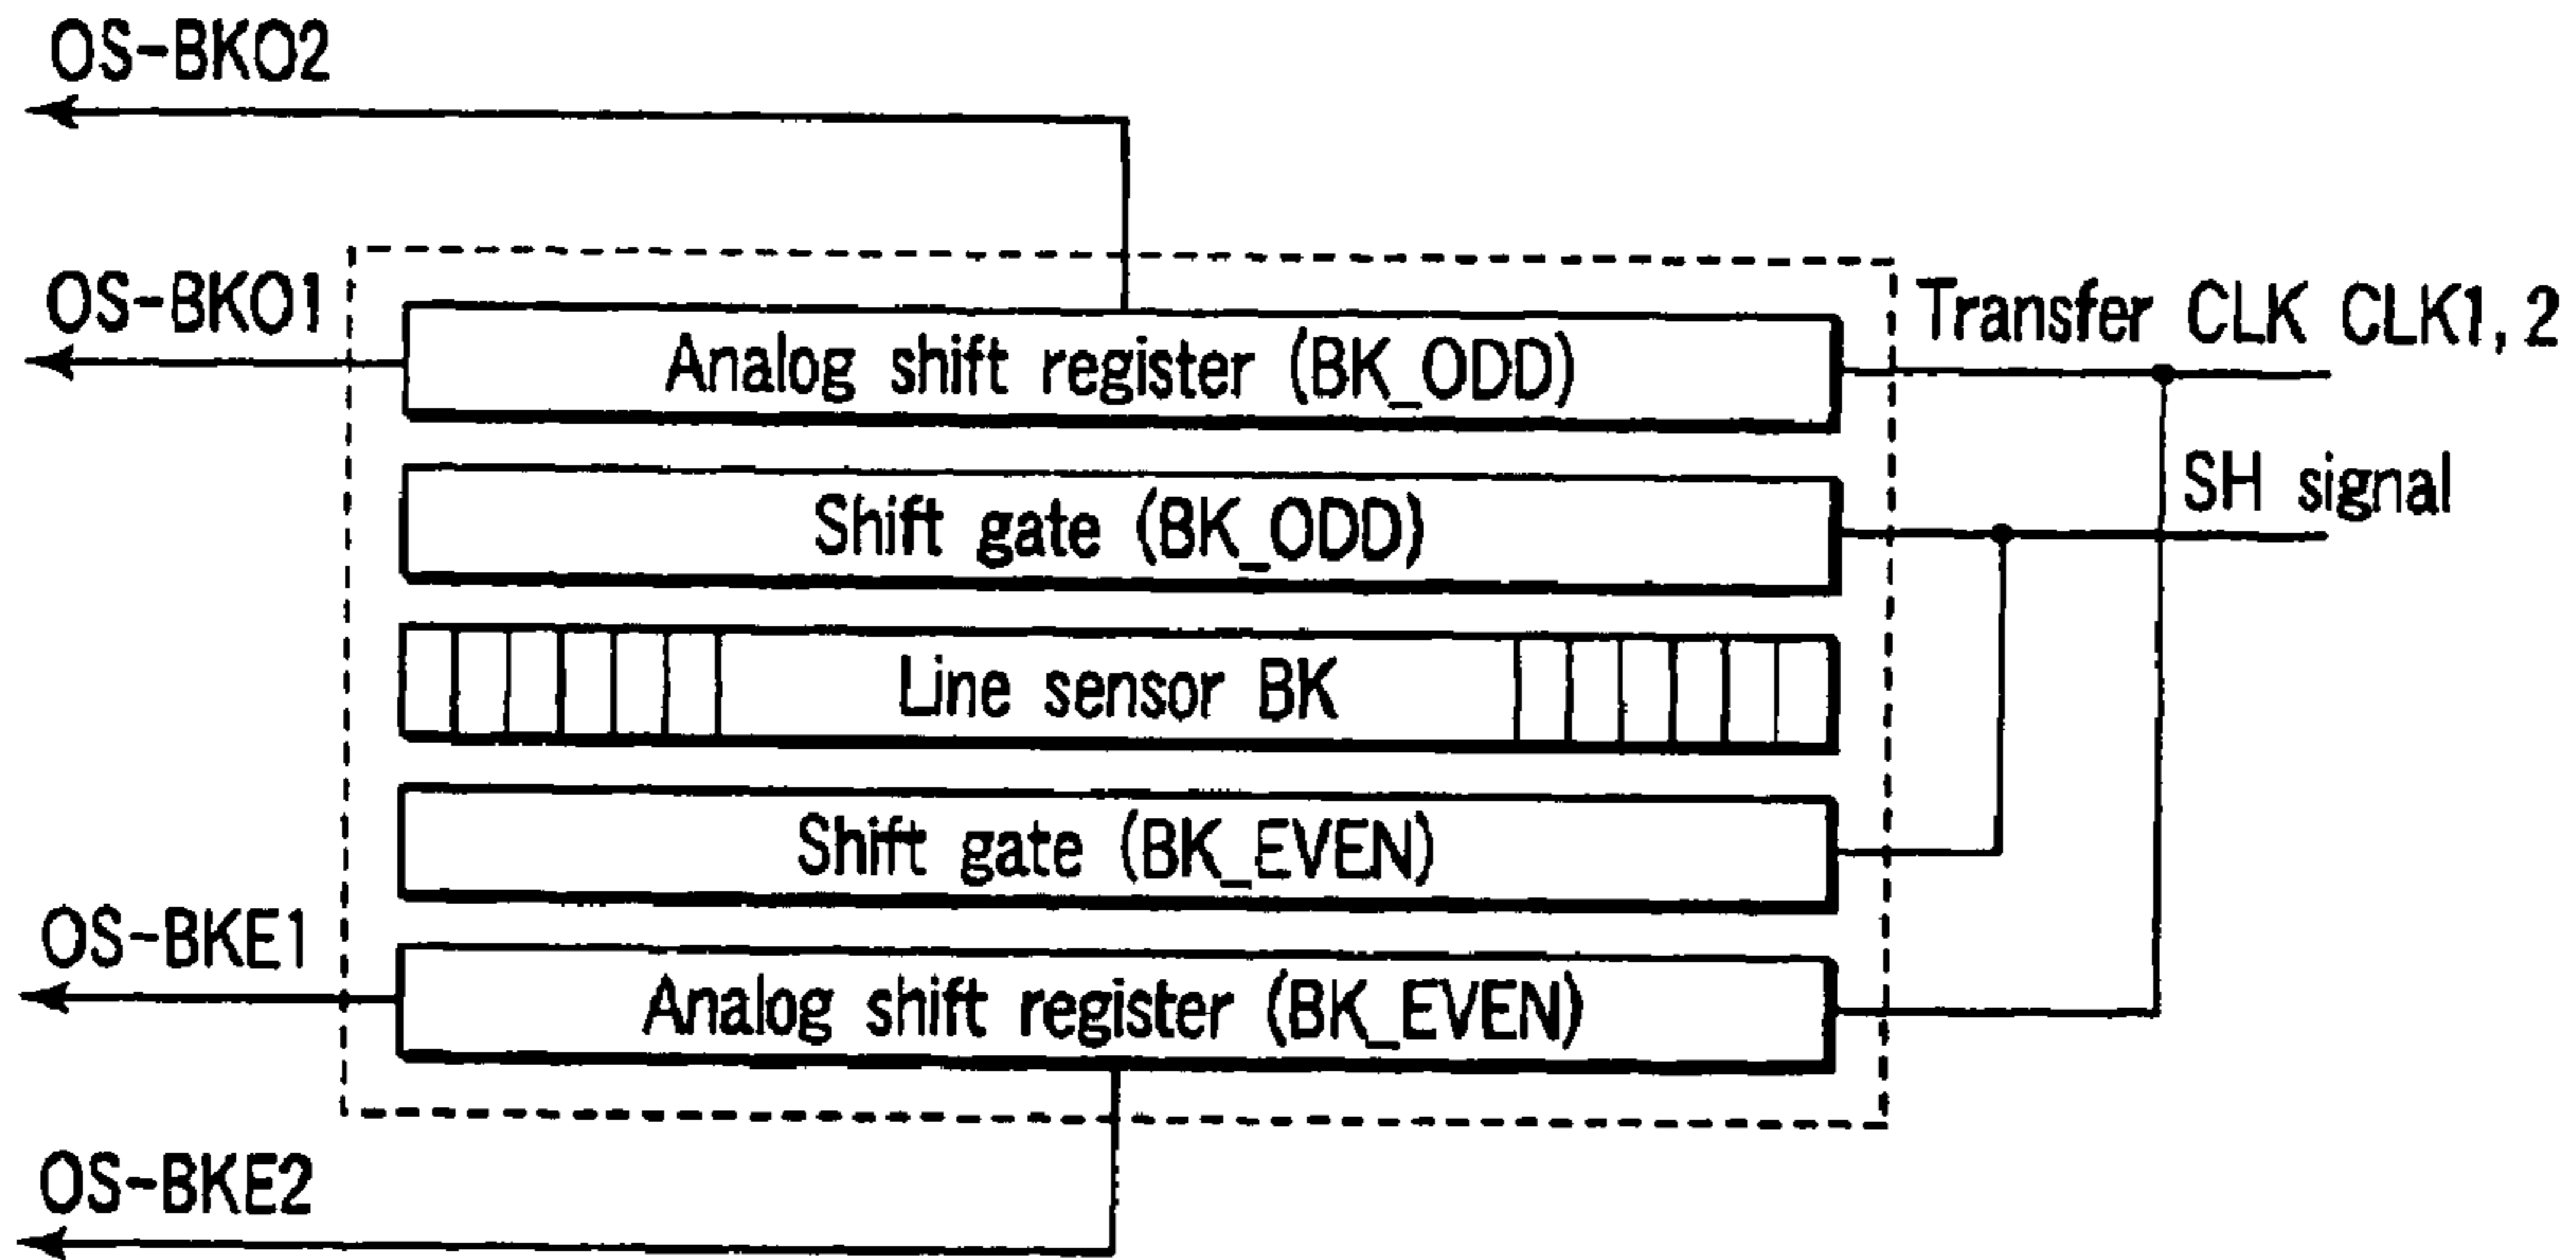 OS-BKO2
OS-BKO1
Transfer CLK CLK1, 2
Analog shift register (BK_ODD)
SH signal
Shift gate (BK_ODD)
Line sensor BK
Shift gate (BK_EVEN)
OS-BKE1
Analog shift register (BK_EVEN)
OS-BKE2